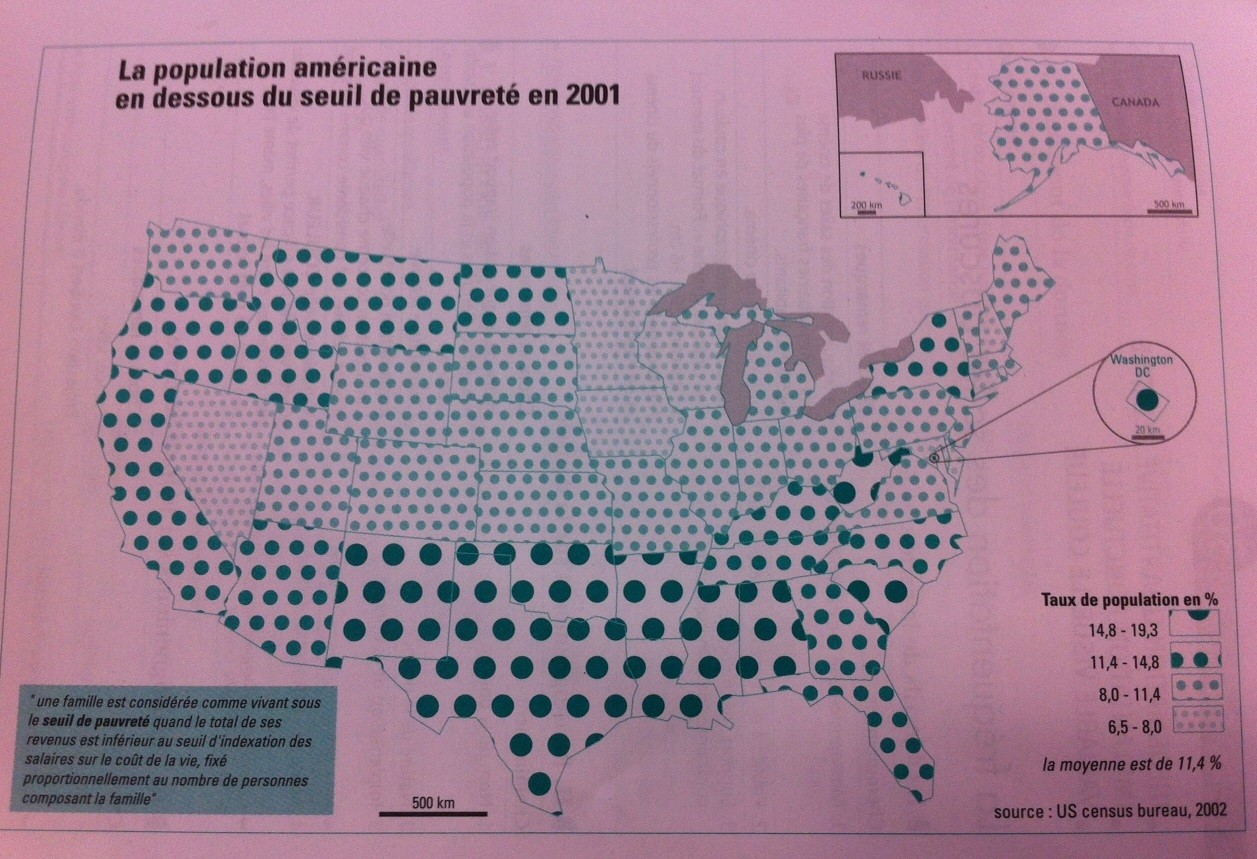 La population américaine
en dessous du seuil de pauvreté en 2001
RUSSIE
CANADA
200 km
500 km
Washington
DC
20 km
Taux de population en %
14,8 - 19,3
11,4 - 14,8
8,0 - 11,4
6,5 - 8,0
la moyenne est de 11,4 %
source : US census bureau, 2002
" une famille est considérée comme vivant sous
le seuil de pauvreté quand le total de ses
revenus est inférieur au seuil d'indexation des
salaires sur le coût de la vie, fixé
proportionnellement au nombre de personnes
composant la famille"
500 km